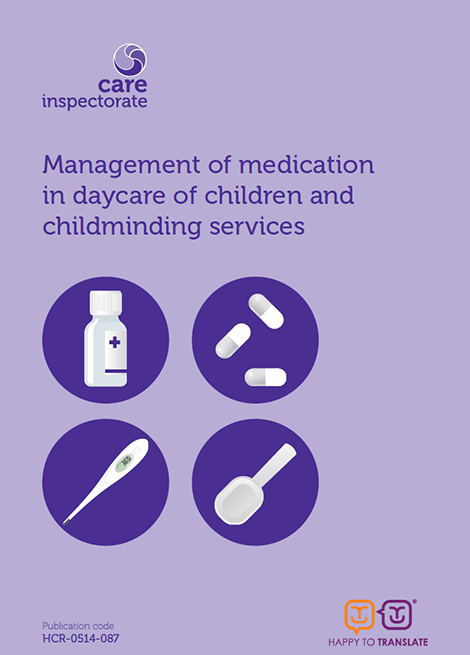 care
inspectorate
Management of medication
in daycare of children and
childminding services
Publication code
HCR-0514-087
®
HAPPY TO TRANSLATE